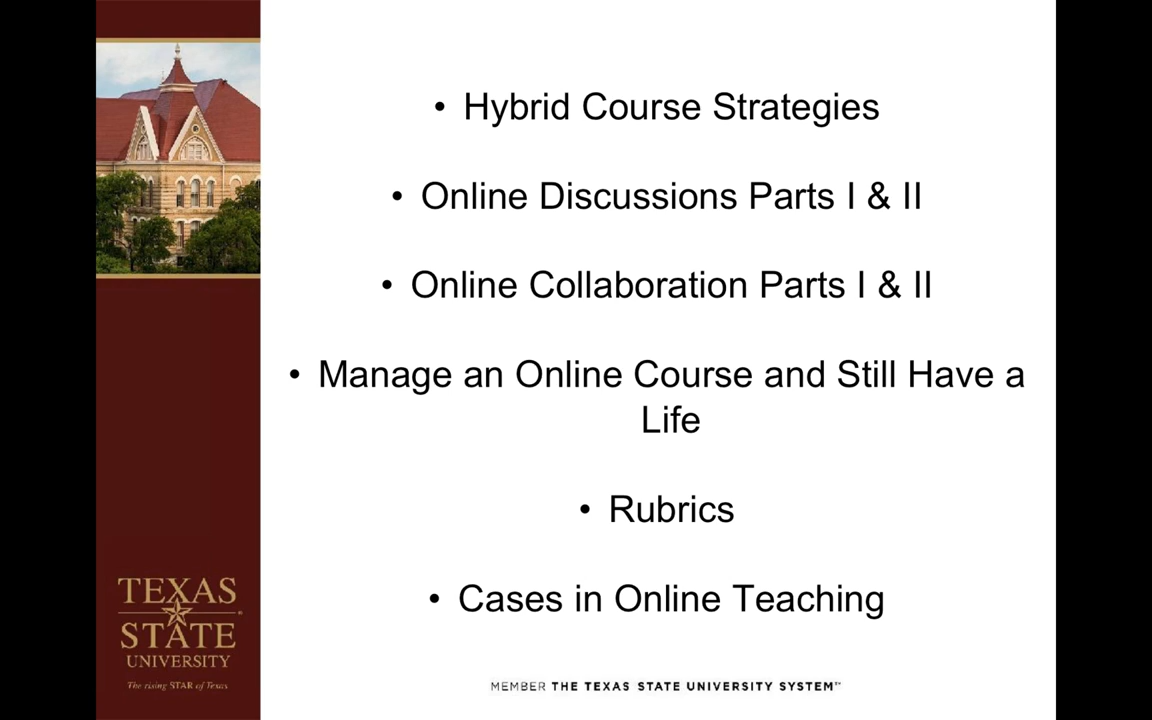 • Hybrid Course Strategies
• Online Discussions Parts I & II
• Online Collaboration Parts I & II
• Manage an Online Course and Still Have a
Life
• Rubrics
• Cases in Online Teaching
TEXAS
STATE
UNIVERSITY
The rising STAR of Texas
MEMBER THE TEXAS STATE UNIVERSITY SYSTEM™